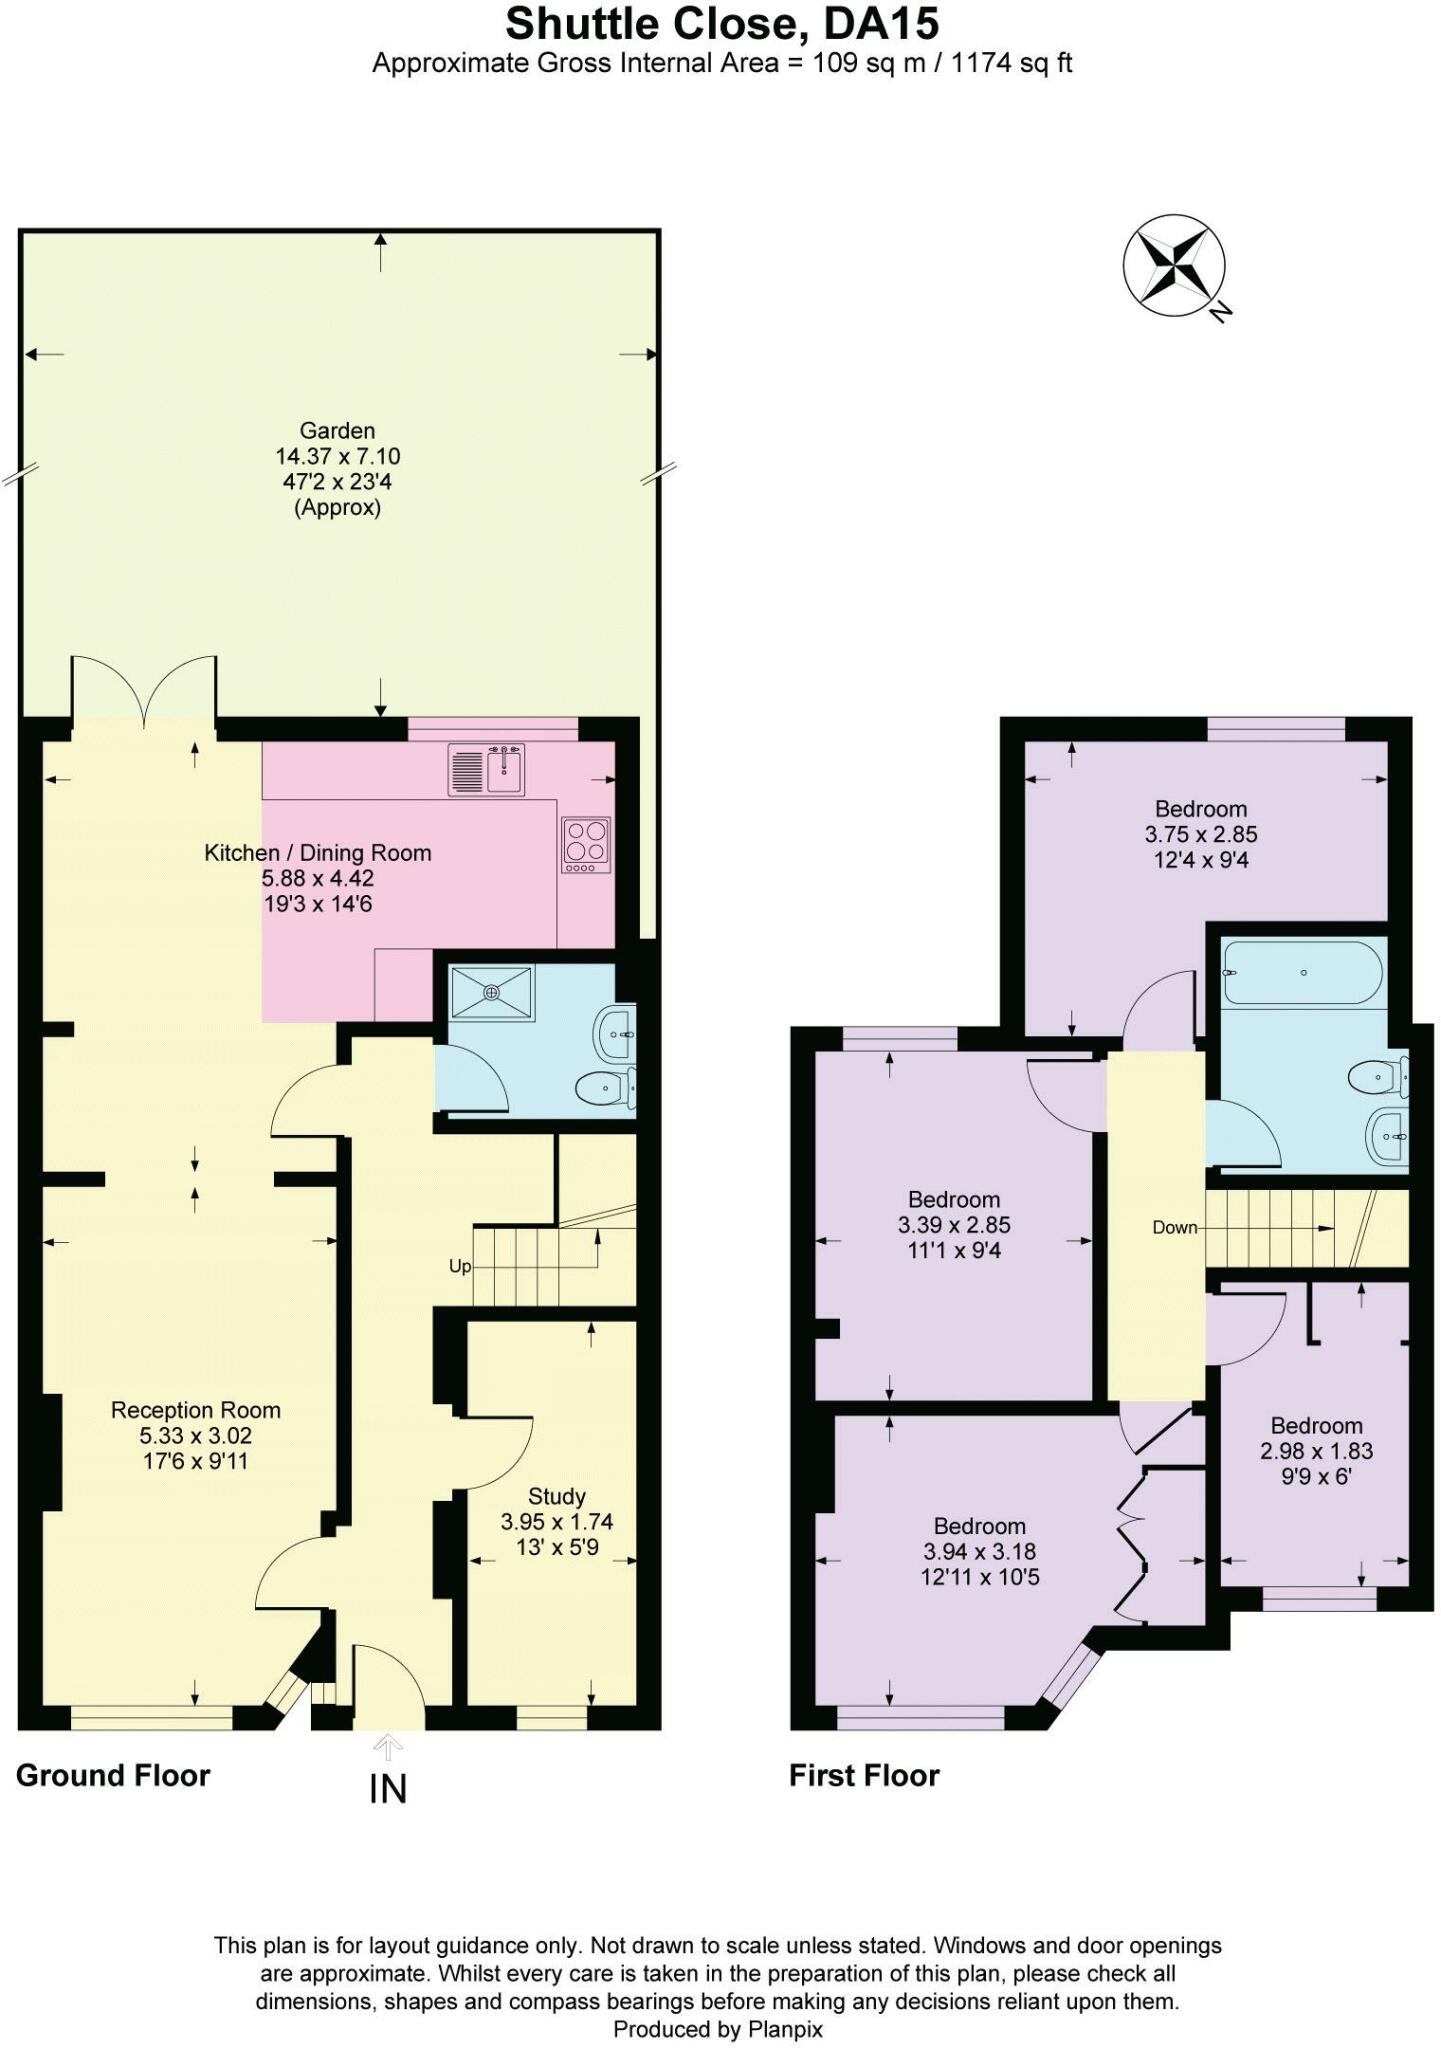 Shuttle Close, DA15
Approximate Gross Internal Area = 109 sq m / 1174 sq ft
N
Garden
14.37 x 7.10
47'2 x 23'4
(Approx)
Kitchen / Dining Room
5.88 x 4.42
19'3 x 14'6
Up
Reception Room
5.33 x 3.02
17'6 x 9'11
Study
3.95 x 1.74
13' x 5'9
Ground Floor
IN
Bedroom
3.75 x 2.85
12'4 x 9'4
Bedroom
3.39 x 2.85
11'1 x 9'4
Down
Bedroom
2.98 x 1.83
9'9 x 6'
Bedroom
3.94 x 3.18
12'11 x 10'5
First Floor
This plan is for layout guidance only. Not drawn to scale unless stated. Windows and door openings
are approximate. Whilst every care is taken in the preparation of this plan, please check all
dimensions, shapes and compass bearings before making any decisions reliant upon them.
Produced by Planpix